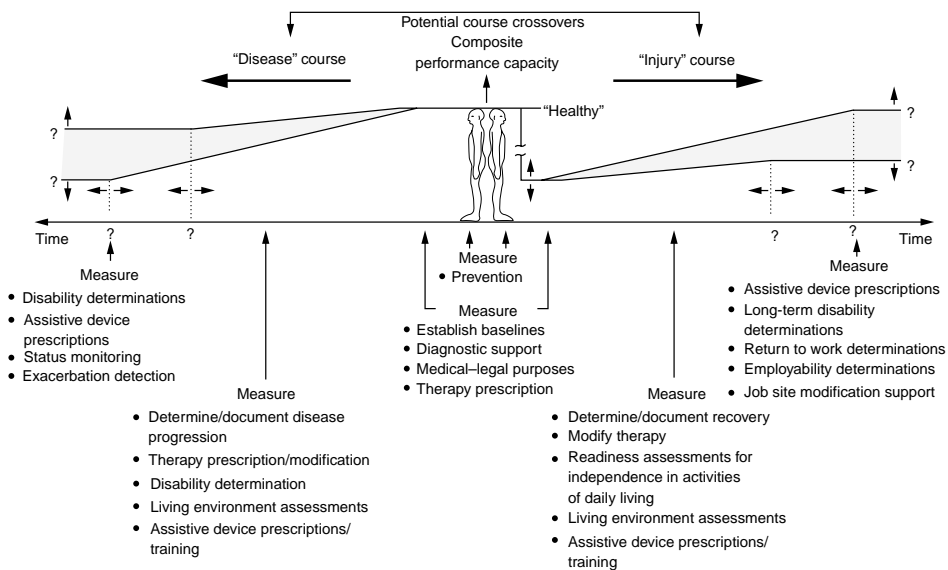 Potential course crossovers
Composite
performance capacity
“Disease” course
“Injury” course
“Healthy”
?
?
?
?
Time
?
?
?
?
Time
Measure
• Disability determinations
• Assistive device
prescriptions
• Status monitoring
• Exacerbation detection
Measure
• Determine/document disease
progression
• Therapy prescription/modification
• Disability determination
• Living environment assessments
• Assistive device prescriptions/
training
Measure
• Prevention
Measure
• Establish baselines
• Diagnostic support
• Medical–legal purposes
• Therapy prescription
Measure
• Determine/document recovery
• Modify therapy
• Readiness assessments for
independence in activities
of daily living
• Living environment assessments
• Assistive device prescriptions/
training
Measure
• Assistive device prescriptions
• Long-term disability
determinations
• Return to work determinations
• Employability determinations
• Job site modification support